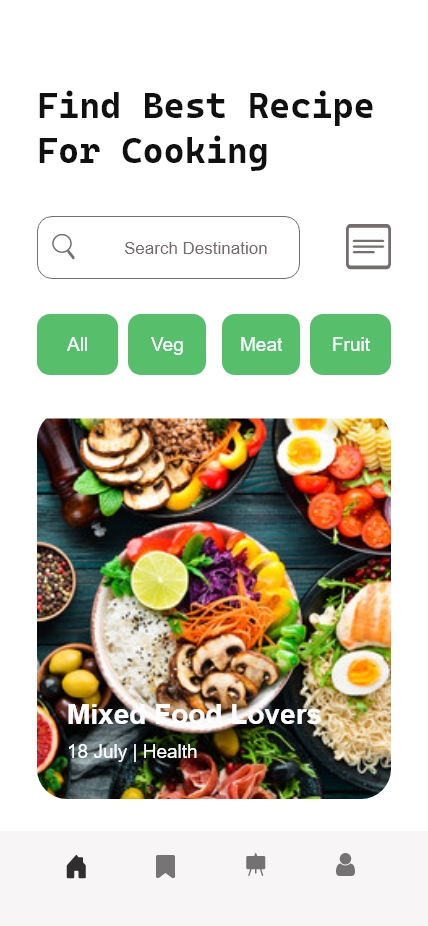 Find Best Recipe
For Cooking
Search Destination
All
Veg
Meat
Fruit
Mixed Food Lovers
18 July | Health